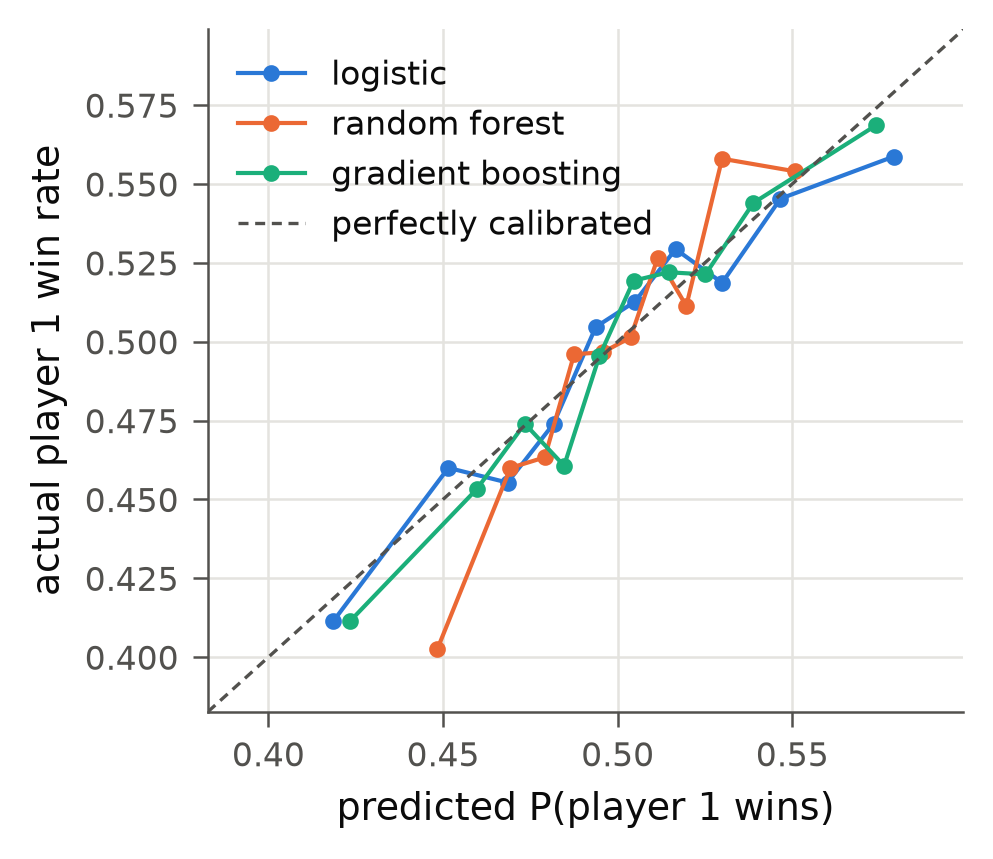 logistic
random forest
gradient boosting
perfectly calibrated
actual player 1 win rate
0.575
0.550
0.525
0.500
0.475
0.450
0.425
0.400
0.40 0.45 0.50 0.55
predicted P(player 1 wins)